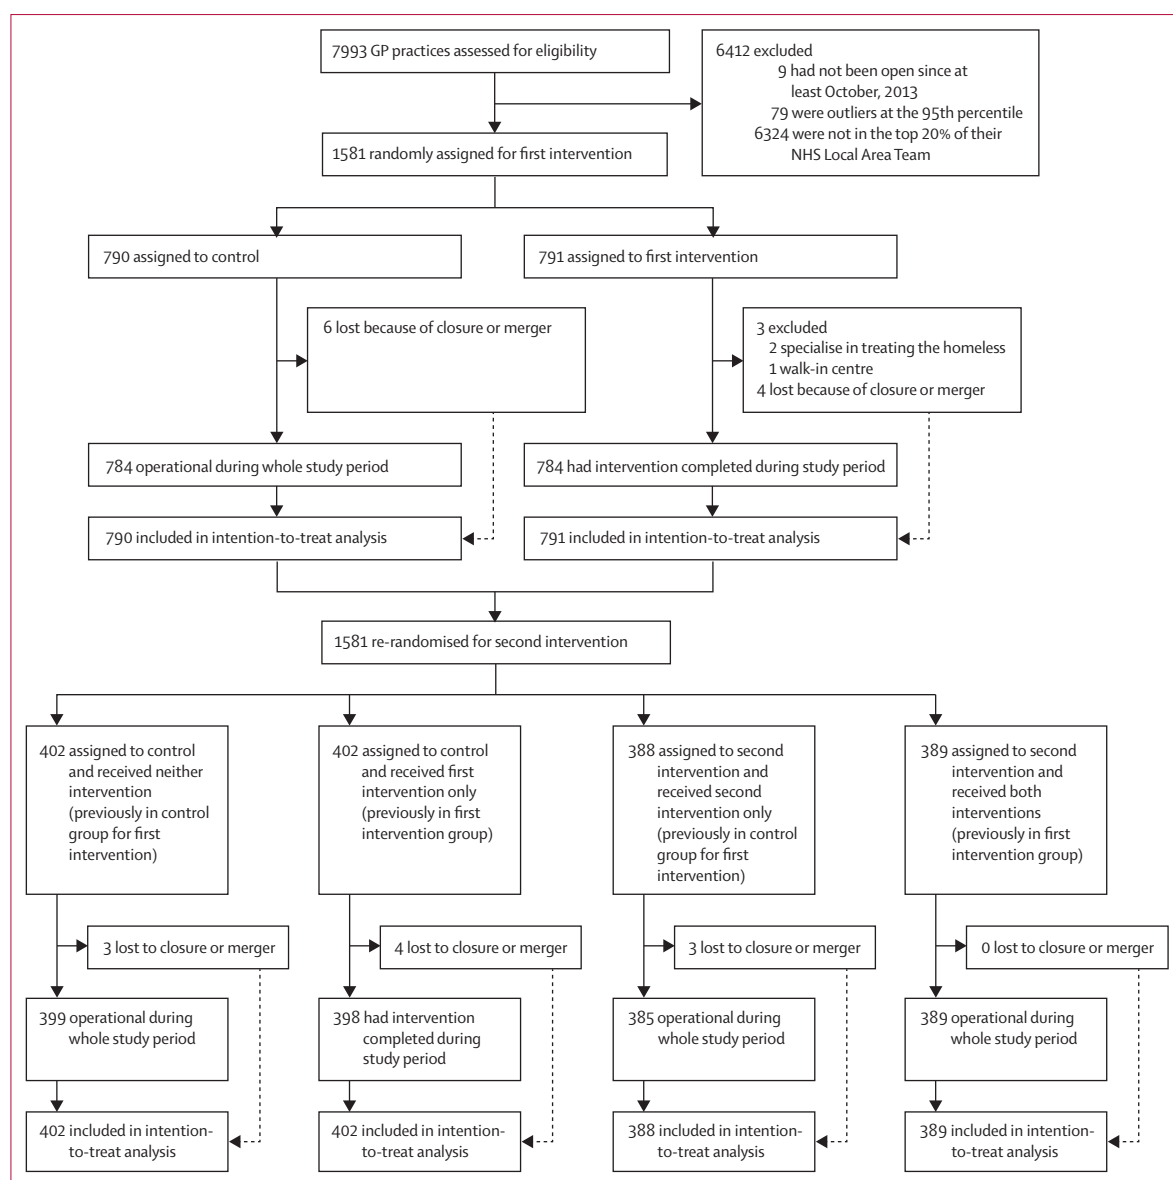 7993 GP practices assessed for eligibility
6412 excluded
9 had not been open since at
least October, 2013
79 were outliers at the 95th percentile
6324 were not in the top 20% of their
NHS Local Area Team
1581 randomly assigned for first intervention
790 assigned to control
791 assigned to first intervention
6 lost because of closure or merger
3 excluded
2 specialise in treating the homeless
1 walk-in centre
4 lost because of closure or merger
784 operational during whole study period
784 had intervention completed during study period
790 included in intention-to-treat analysis
791 included in intention-to-treat analysis
1581 re-randomised for second intervention
402 assigned to control
and received neither
intervention
(previously in control
group for first
intervention)
402 assigned to control
and received first
intervention only
(previously in first
intervention group)
388 assigned to second
intervention and
received second
intervention only
(previously in control
group for first
intervention)
389 assigned to second
intervention and
received both
interventions
(previously in first
intervention group)
3 lost to closure or merger
4 lost to closure or merger
3 lost to closure or merger
0 lost to closure or merger
399 operational during
whole study period
398 had intervention
completed during
study period
385 operational during
whole study period
389 operational during
whole study period
402 included in intention-
to-treat analysis
402 included in intention-
to-treat analysis
388 included in intention-
to-treat analysis
389 included in intention-
to-treat analysis